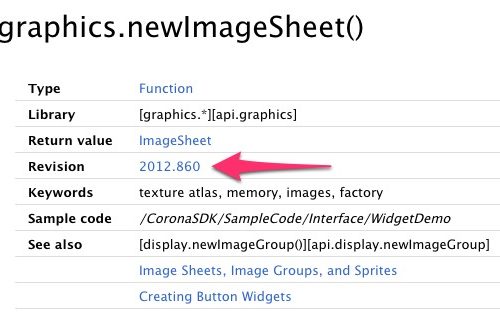 graphics.newImageSheet()
Type Function
Library [graphics.*][api.graphics]
Return value ImageSheet
Revision 2012.860
Keywords texture atlas, memory, images, factory
Sample code /CoronaSDK/SampleCode/Interface/WidgetDemo
See also [display.newImageGroup()][api.display.newImageGroup]
Image Sheets, Image Groups, and Sprites
Creating Button Widgets